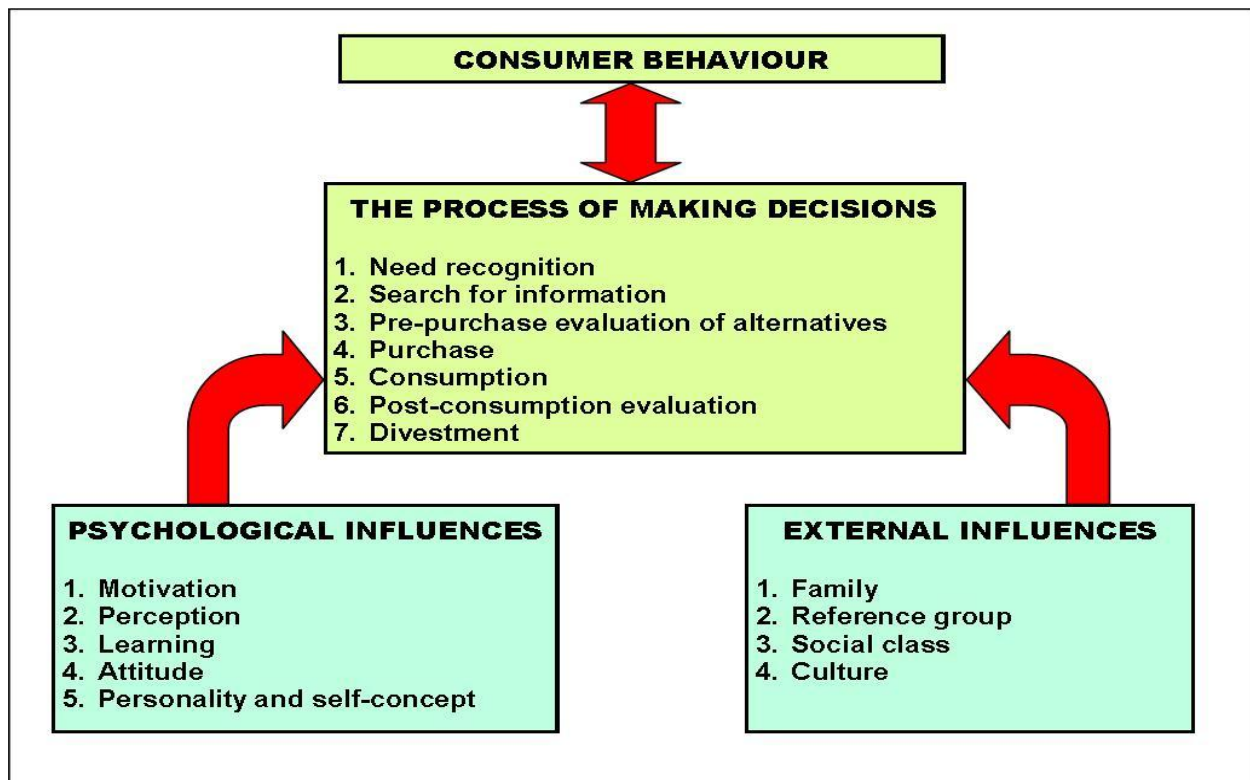 CONSUMER BEHAVIOUR
THE PROCESS OF MAKING DECISIONS
1. Need recognition
2. Search for information
3. Pre-purchase evaluation of alternatives
4. Purchase
5. Consumption
6. Post-consumption evaluation
7. Divestment
PSYCHOLOGICAL INFLUENCES
1. Motivation
2. Perception
3. Learning
4. Attitude
5. Personality and self-concept
EXTERNAL INFLUENCES
1. Family
2. Reference group
3. Social class
4. Culture